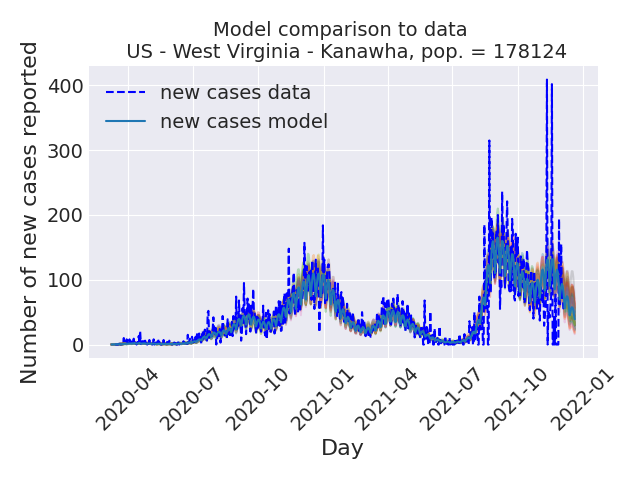 Model comparison to data
US - West Virginia - Kanawha, pop. = 178124
Number of new cases reported
400
300
200
100
0
new cases data
new cases model
2020-04
2020-07
2020-10
2021-01
2021-04
2021-07
2021-10
2022-01
Day